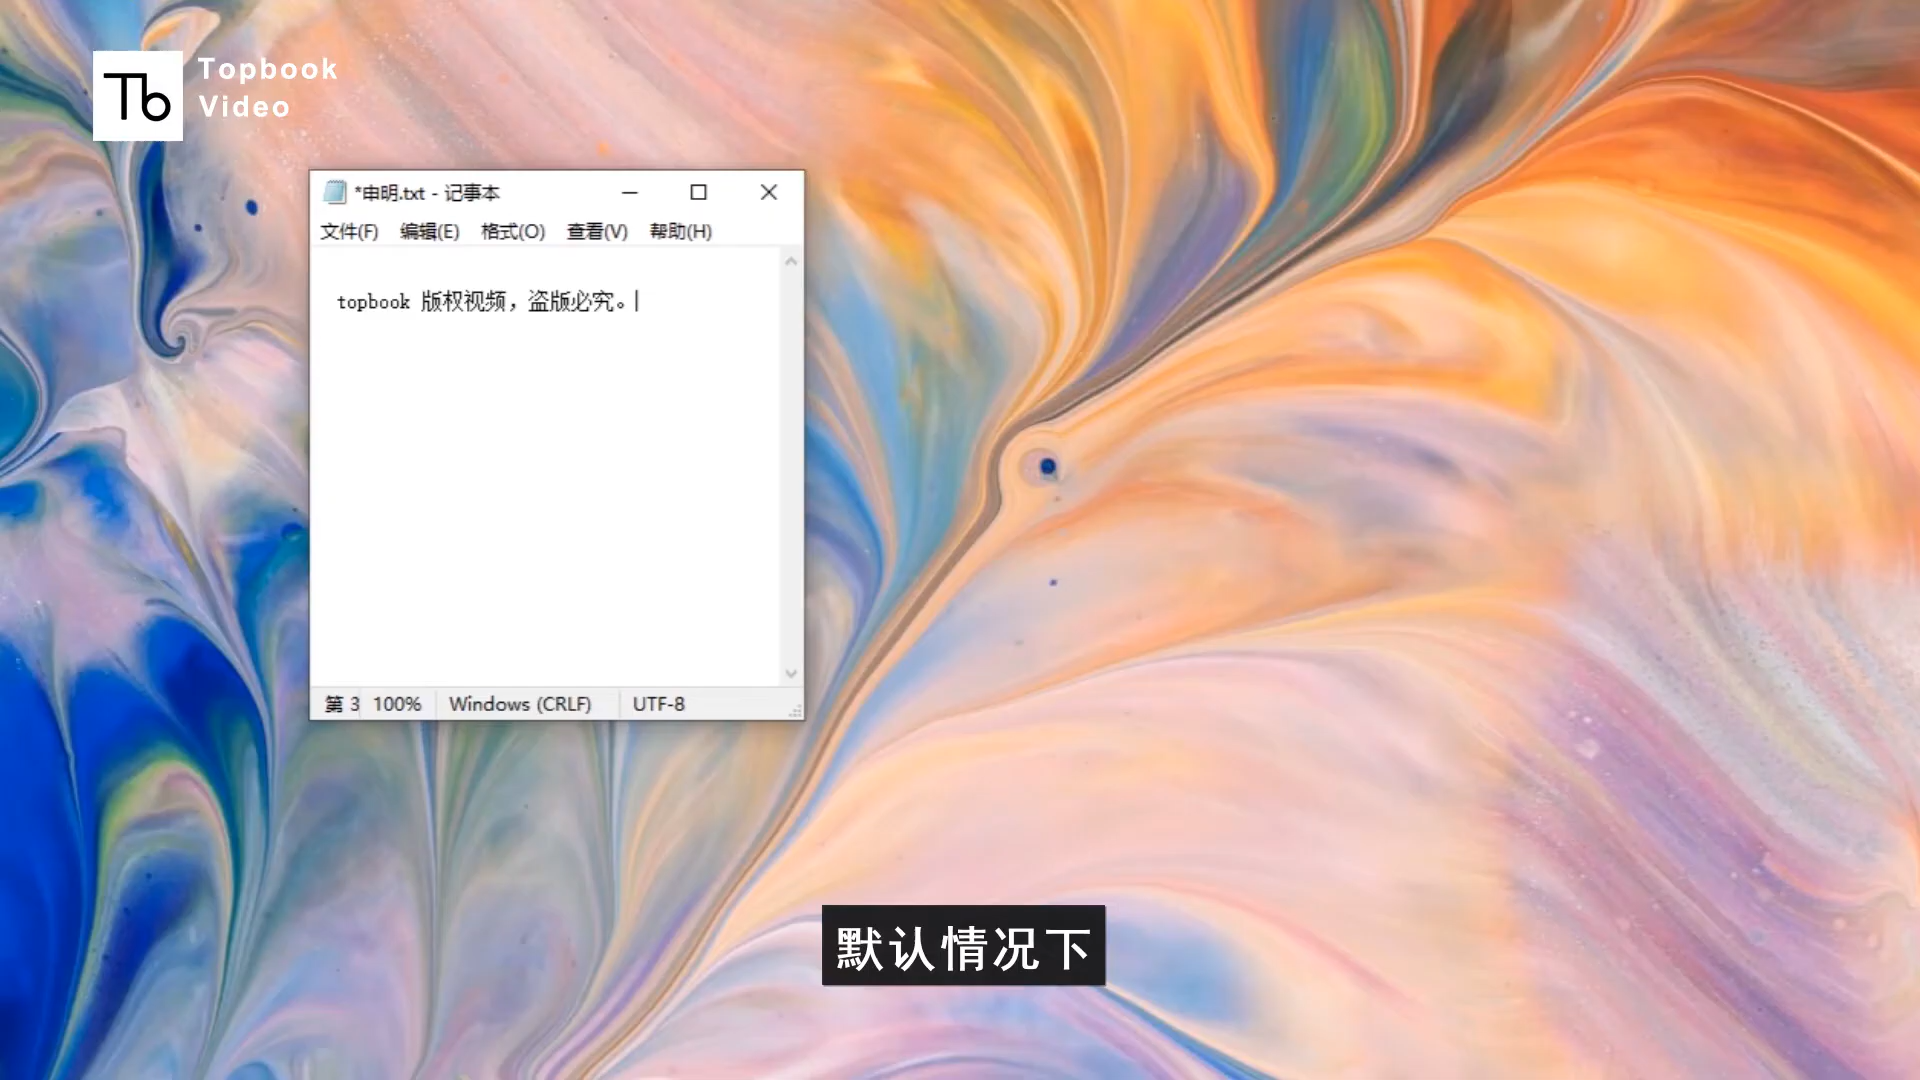 Topbook
Video
*申明.txt - 记事本
文件(F) 编辑(E) 格式(O) 查看(V) 帮助(H)
topbook 版权视频，盗版必究。
第 3 100% Windows (CRLF) UTF-8
默认情况下